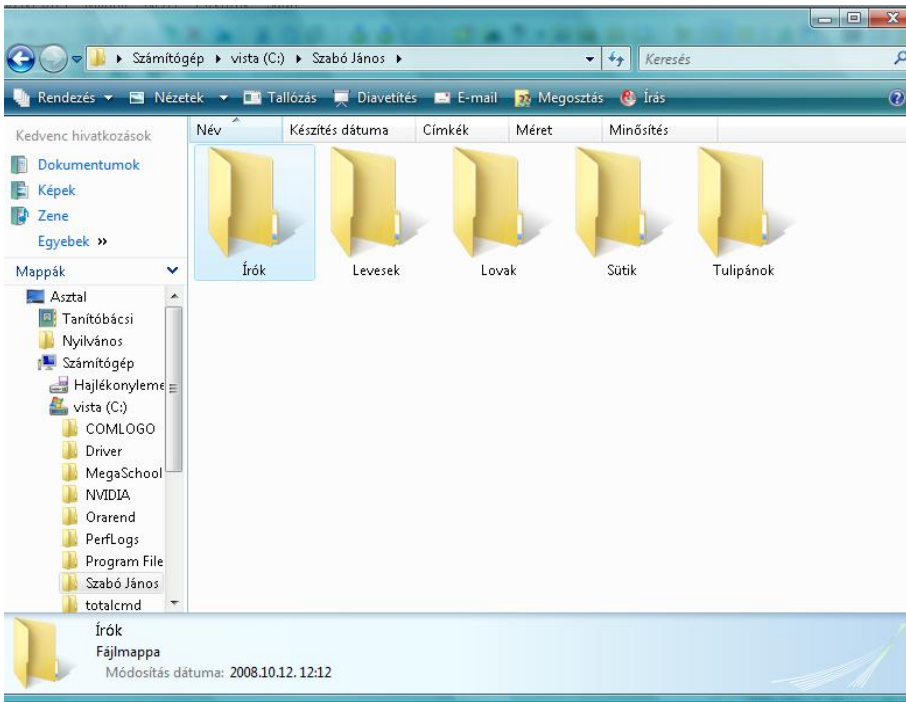 Számítógép vista (C:) Szabó János Keresés
Rendezés Nézetek Tallózás Diavetítés E-mail Megosztás Írás
Kedvenc hivatkozások
Dokumentumok
Képek
Zene
Egyebek »
Mappák
Asztal
Tanítóbácsi
Nyilvános
Számítógép
Hajlékonyleme
vista (C:)
COMLOGO
Driver
MegaSchool
NVIDIA
Orarend
PerfLogs
Program File
Szabó János
totalcmd
Név Készítés dátuma Címkék Méret Minősítés
Írók Levesek Lovak Sütik Tulipánok
Írók
Fájlmappa
Módosítás dátuma: 2008.10.12. 12:12